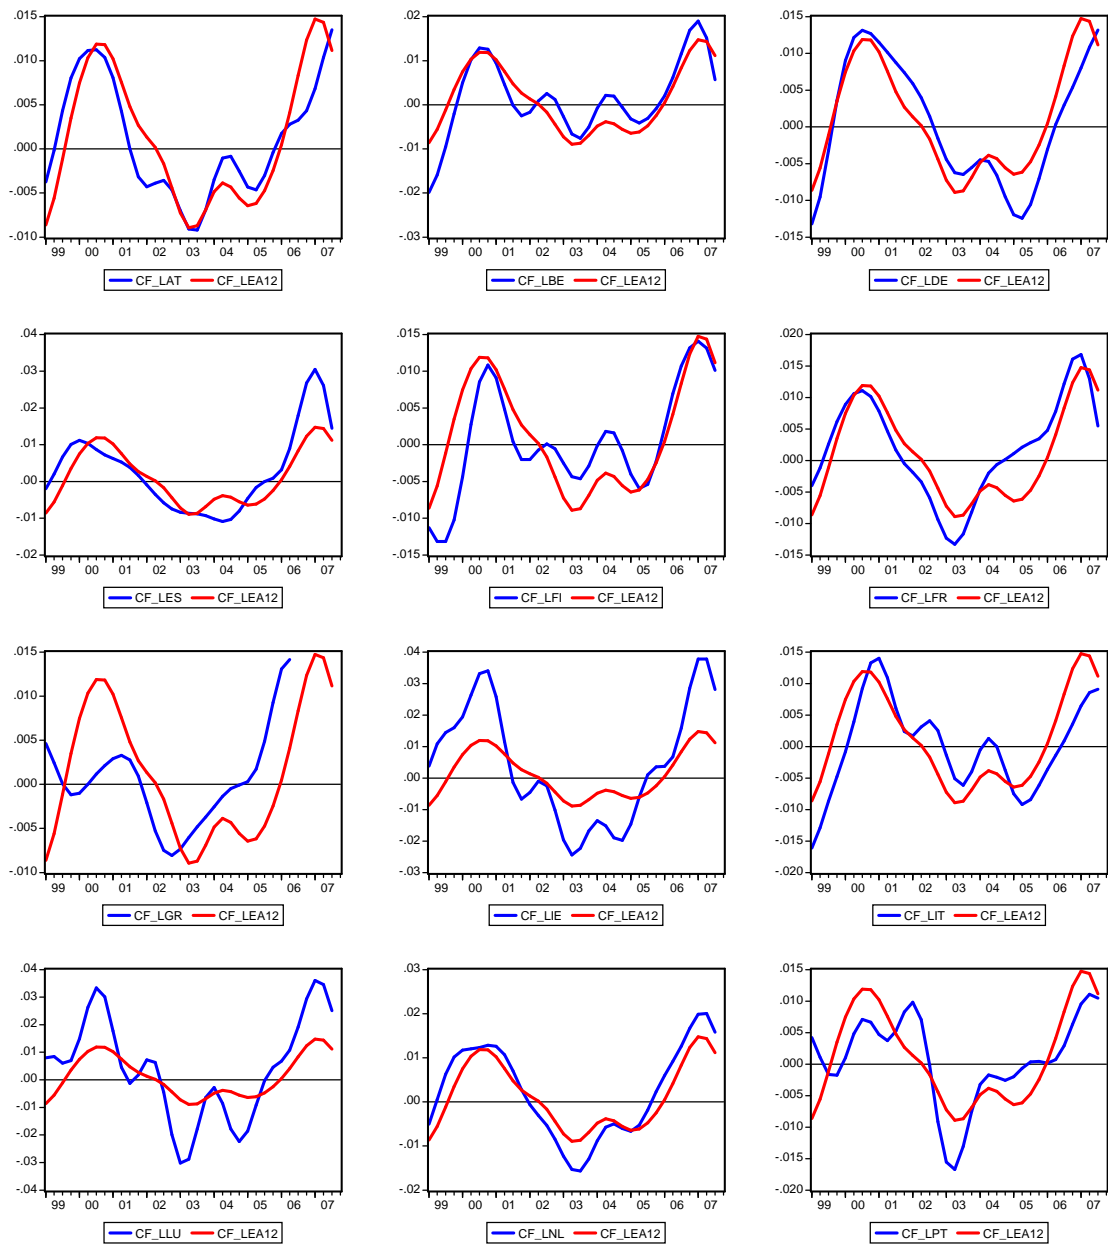 .015 .02 .015
.010 .01 .010
.005 .00 .005
.000 -.01 .000
-.005 -.02 -.005
-.010
-.03 -.010
-.015
99 00 01 02 03 04 05 06 07 99 00 01 02 03 04 05 06 07 99 00 01 02 03 04 05 06 07
CF_LAT CF_LEA12 CF_LBE CF_LEA12 CF_LDE CF_LEA12
.04 .015 .020
.03 .010 .015
.02 .005 .010
.01 .000 .005
.00 -.005 .000
-.01 -.010 -.005
-.02 -.015 -.010
-.015
99 00 01 02 03 04 05 06 07 99 00 01 02 03 04 05 06 07 99 00 01 02 03 04 05 06 07
CF_LES CF_LEA12 CF_LFI CF_LEA12 CF_LFR CF_LEA12
.015 .04 .015
.010 .03 .010
.005 .02 .005
.000 .01 .000
-.005 .00 -.005
-.010 -.01 -.010
-.02 -.015
-.03 -.020
99 00 01 02 03 04 05 06 07 99 00 01 02 03 04 05 06 07 99 00 01 02 03 04 05 06 07
CF_LGR CF_LEA12 CF_LIE CF_LEA12 CF_LIT CF_LEA12
.04 .03 .015
.03 .02 .010
.02 .01 .005
.01 .00 .000
.00 -.01 -.005
-.01 -.02 -.010
-.02 -.015
-.03 -.020
-.04
99 00 01 02 03 04 05 06 07 99 00 01 02 03 04 05 06 07 99 00 01 02 03 04 05 06 07
CF_LLU CF_LEA12 CF_LNL CF_LEA12 CF_LPT CF_LEA12